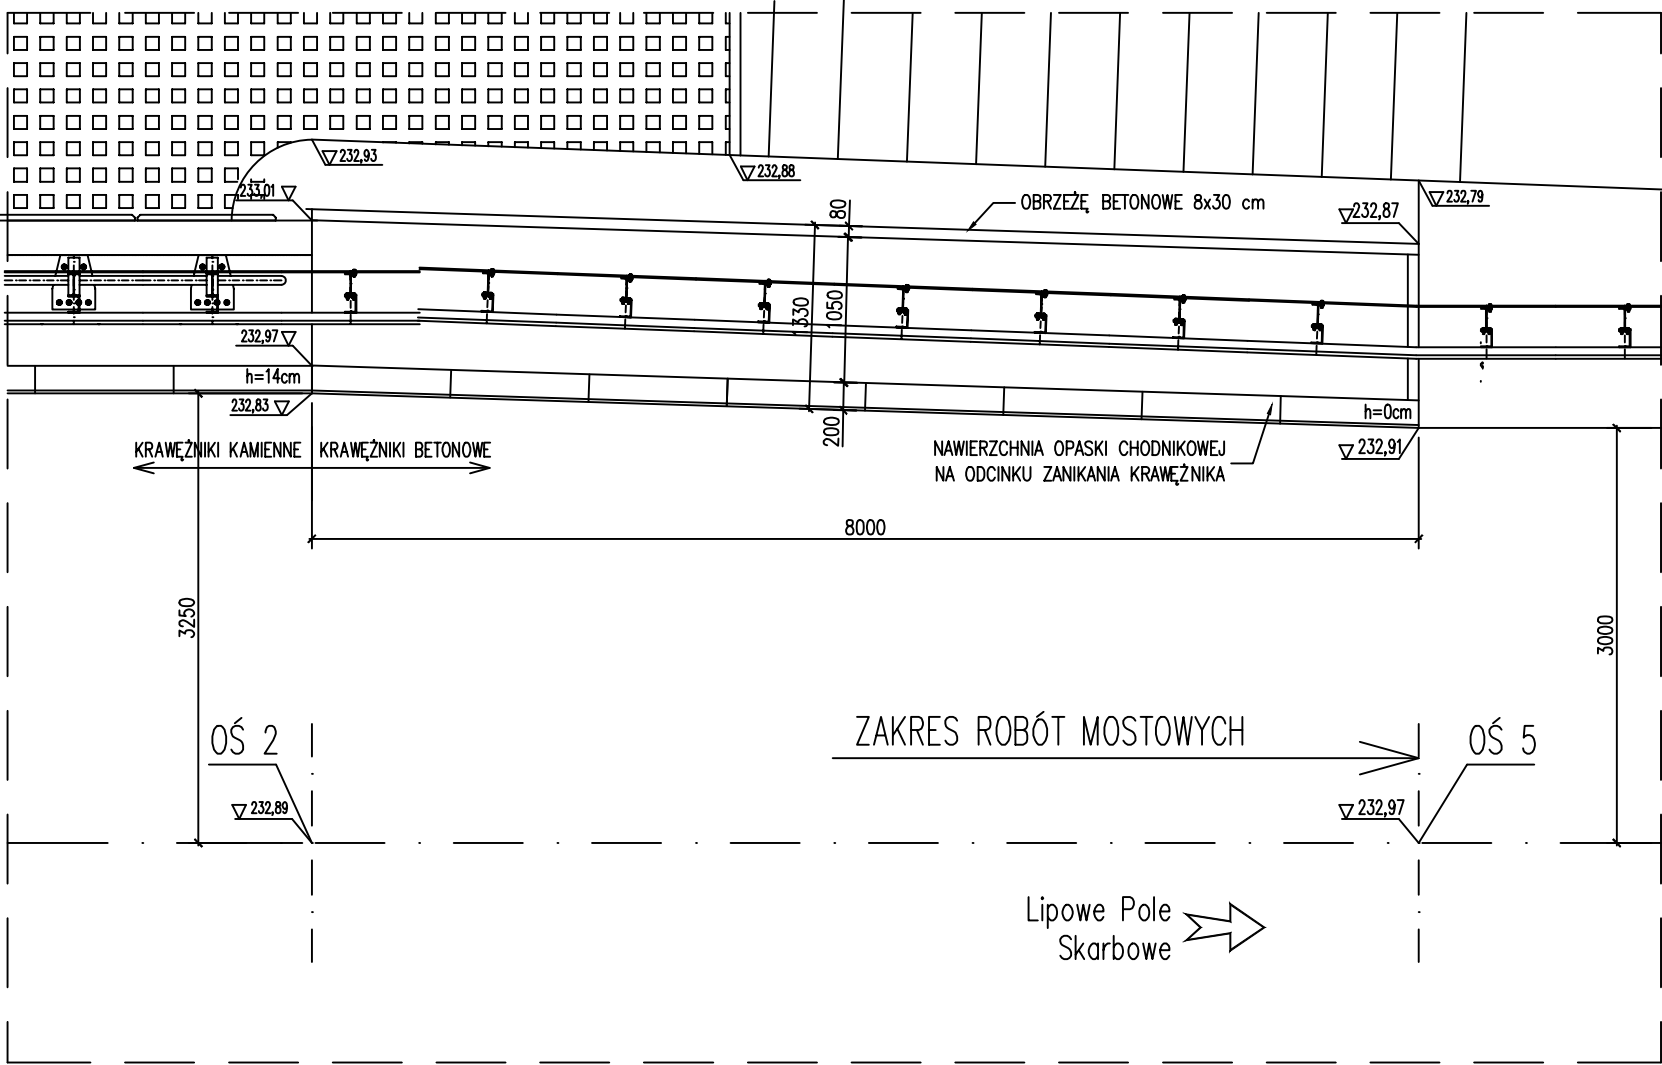 232,93
232,88
233,01
232,79
OBRZEŻĘ BETONOWE 8x30 cm
80
232,87
1330
1050
232,97
h=14cm
232,83
h=0cm
200
KRAWĘŻNIKI KAMIENNE
KRAWĘŻNIKI BETONOWE
NAWIERZCHNIA OPASKI CHODNIKOWEJ
NA ODCINKU ZANIKANIA KRAWĘŻNIKA
232,91
8000
3250
3000
OŚ 2
ZAKRES ROBÓT MOSTOWYCH
OŚ 5
232,89
232,97
Lipowe Pole
Skarbowe